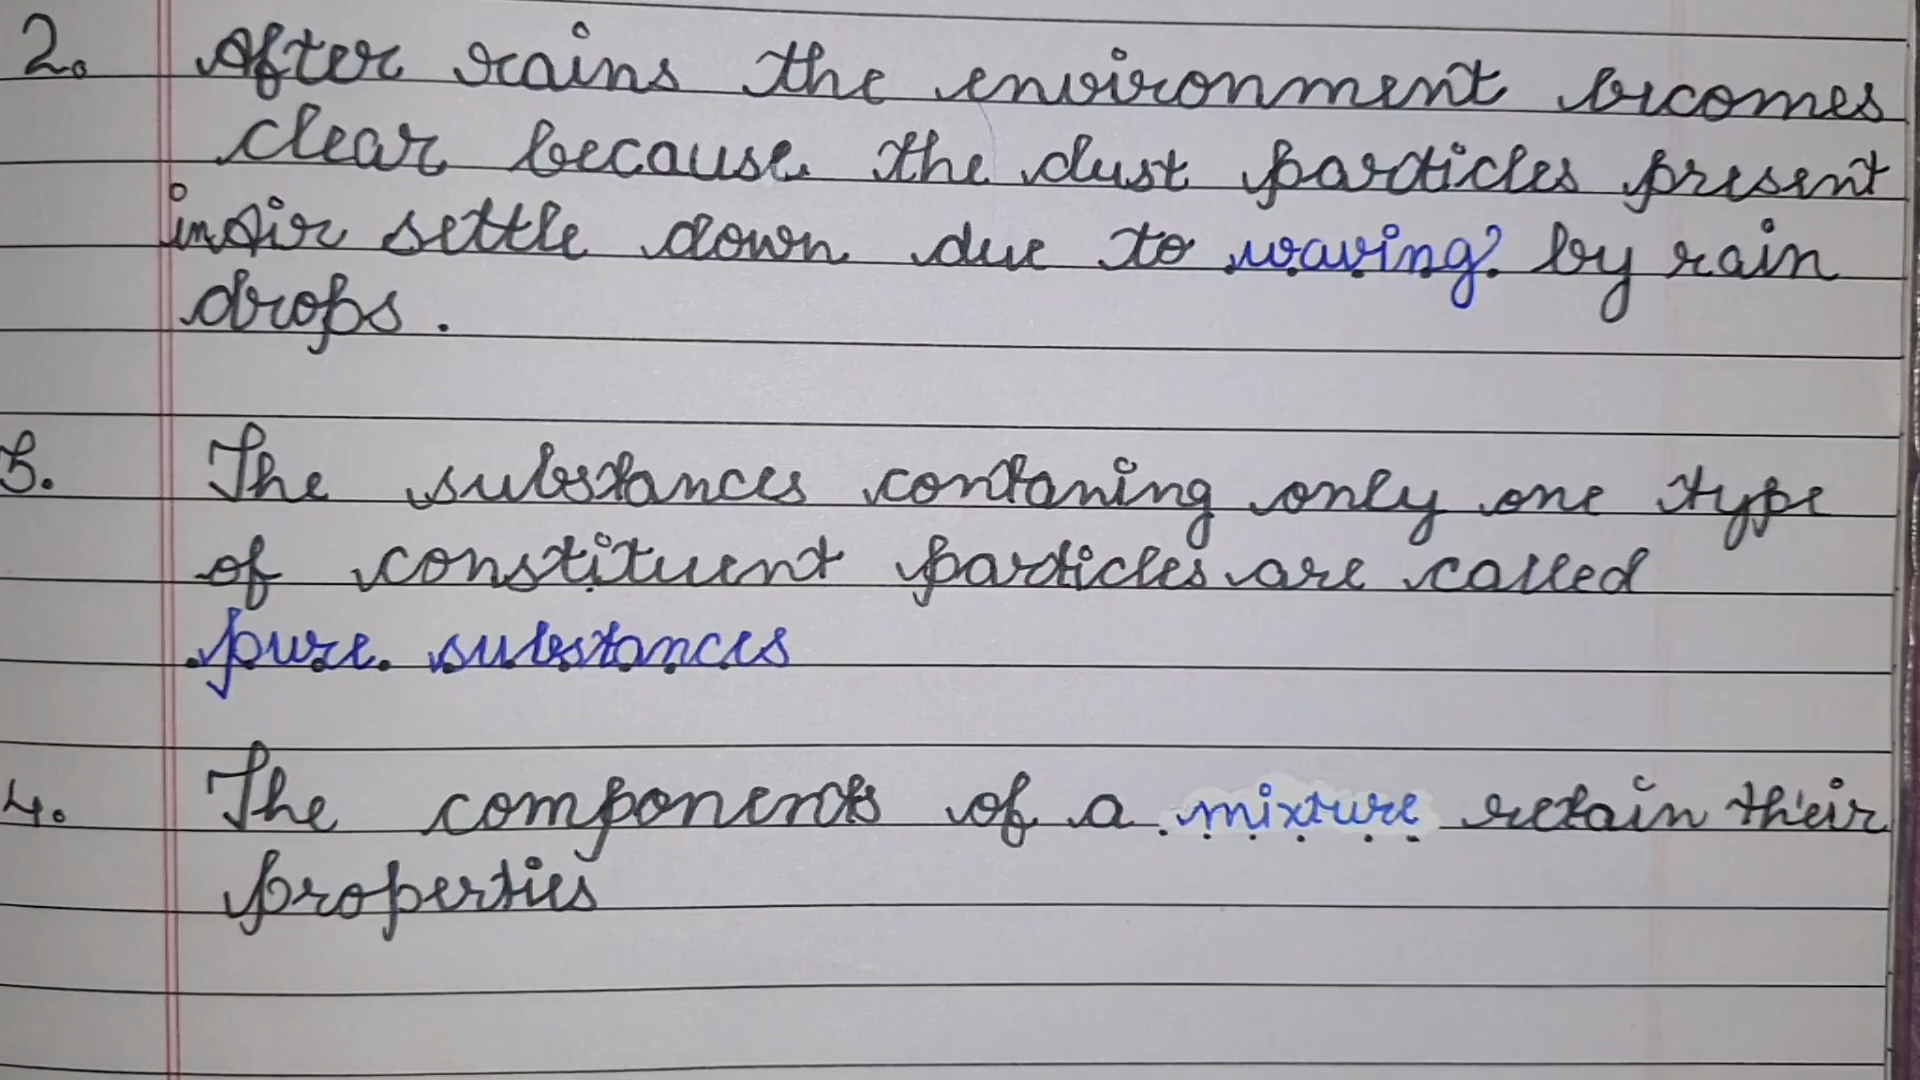 2. After rains the environment becomes
clear because the dust particles present
in air settle down due to waving by rain
drops.
3. The substances contaning only one type
of constituent particles are called
pure substances
4. The components of a mixture retain their
properties